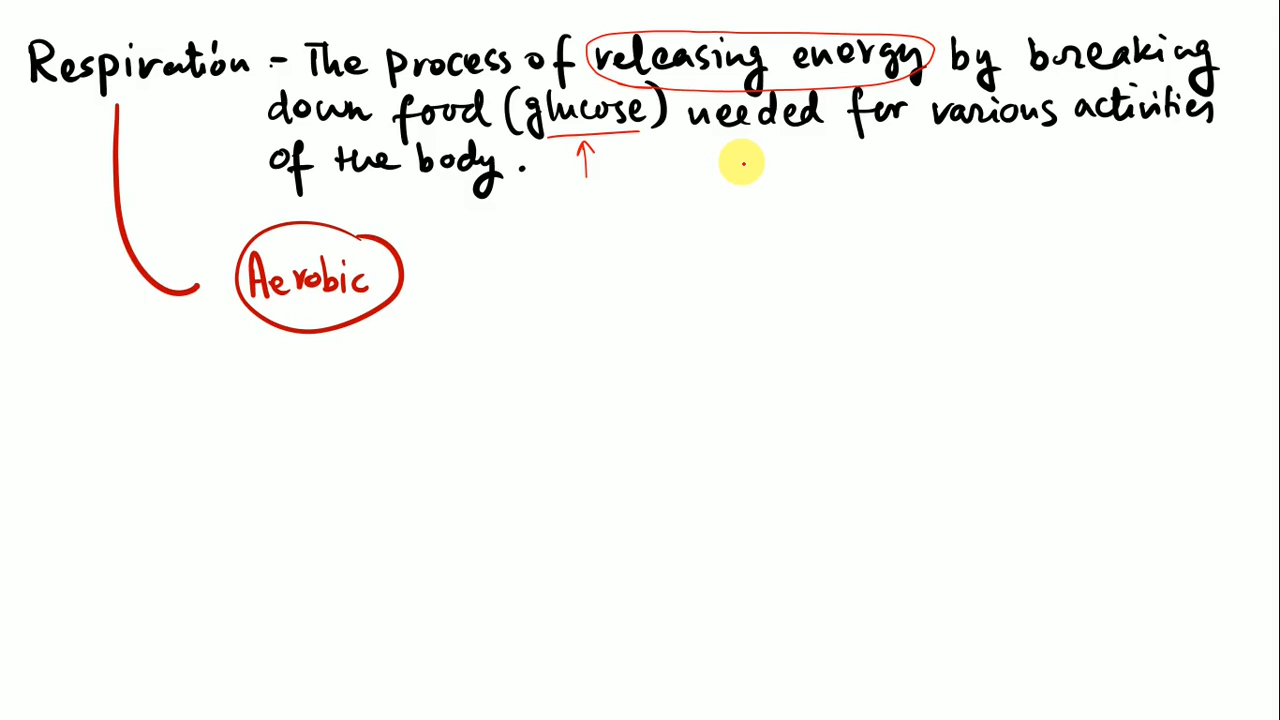 Respiration - The process of releasing energy by breaking
down food (glucose) needed for various activities
of the body.
Aerobic